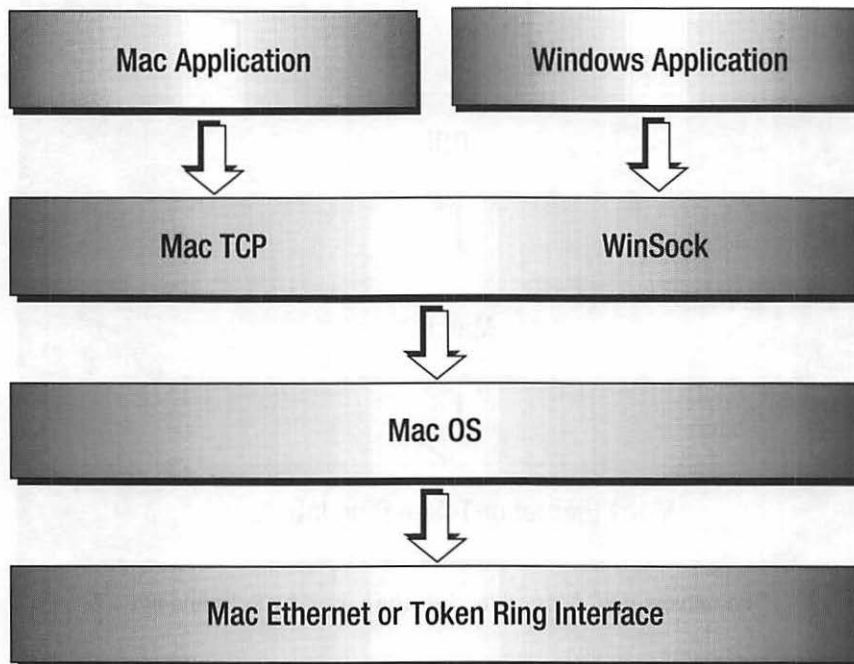 Mac Application
Windows Application
Mac TCP
WinSock
Mac OS
Mac Ethernet or Token Ring Interface